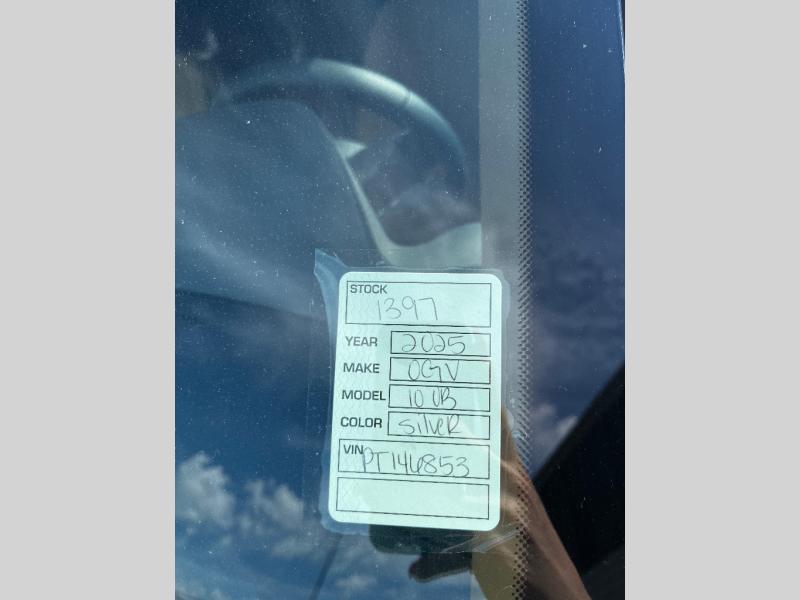 STOCK
1397
YEAR 2025
MAKE OGV
MODEL 10 UB
COLOR SilveR
VIN PT146853